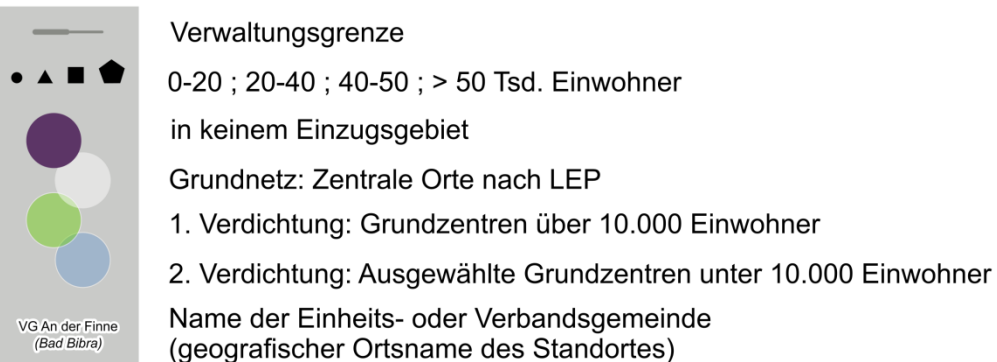 Verwaltungsgrenze
0-20 ; 20-40 ; 40-50 ; > 50 Tsd. Einwohner
in keinem Einzugsgebiet
Grundnetz: Zentrale Orte nach LEP
1. Verdichtung: Grundzentren über 10.000 Einwohner
2. Verdichtung: Ausgewählte Grundzentren unter 10.000 Einwohner
VG An der Finne
(Bad Bibra)
Name der Einheits- oder Verbandsgemeinde
(geografischer Ortsname des Standortes)